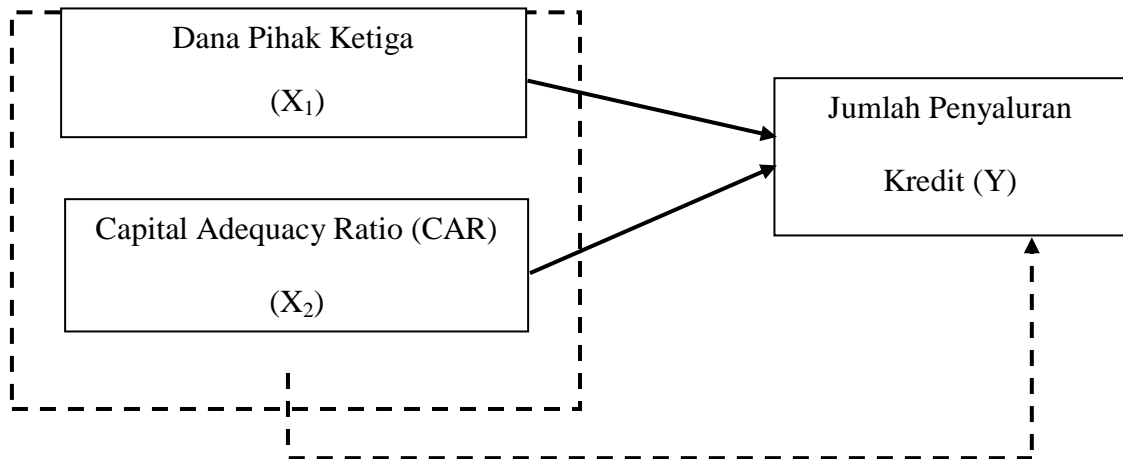 Dana Pihak Ketiga
(X₁)
Capital Adequacy Ratio (CAR)
(X₂)
Jumlah Penyaluran
Kredit (Y)